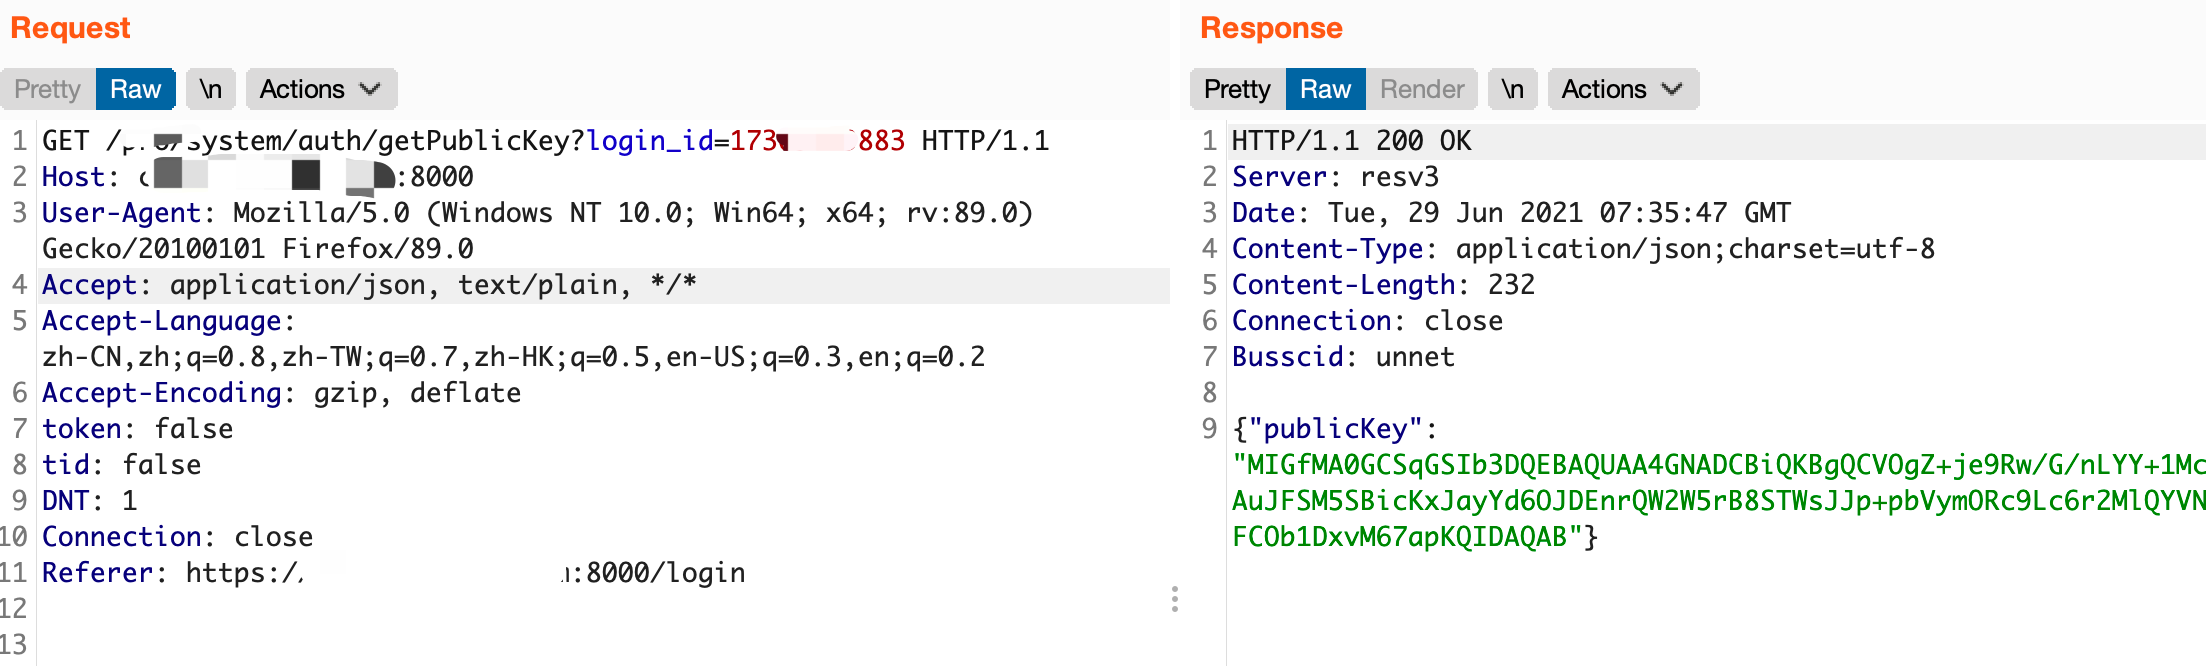 Request
Pretty Raw \n Actions
1 GET system/auth/getPublicKey?login_id=173 883 HTTP/1.1
2 Host: :8000
3 User-Agent: Mozilla/5.0 (Windows NT 10.0; Win64; x64; rv:89.0)
Gecko/20100101 Firefox/89.0
4 Accept: application/json, text/plain, */*
5 Accept-Language:
zh-CN,zh;q=0.8,zh-TW;q=0.7,zh-HK;q=0.5,en-US;q=0.3,en;q=0.2
6 Accept-Encoding: gzip, deflate
7 token: false
8 tid: false
9 DNT: 1
10 Connection: close
11 Referer: https:/ :8000/login
12
13
Response
Pretty Raw Render \n Actions
1 HTTP/1.1 200 OK
2 Server: resv3
3 Date: Tue, 29 Jun 2021 07:35:47 GMT
4 Content-Type: application/json;charset=utf-8
5 Content-Length: 232
6 Connection: close
7 Busscid: unnet
8
9 {"publicKey":
"MIGfMA0GCSqGSIb3DQEBAQUAA4GNADCBiQKBgQCVOgZ+je9Rw/G/nLYY+1Mc
AuJFSM5SBicKxJayYd6OJDEnrQW2W5rB8STWsJJp+pbVymORc9Lc6r2MlQYVN
FCOb1DxvM67apKQIDAQAB"}